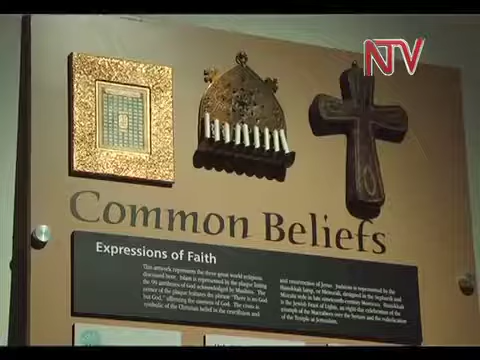 NTV
Common Beliefs
Expressions of Faith
This artwork represents the three great world religions
discussed here. Islam is represented by the plaque listing
the 99 attributes of God acknowledged by Muslims. The
corner of the plaque features the phrase "There is no God
but God," affirming the oneness of God. The cross is
symbolic of the Christian belief in the crucifixion and
and resurrection of Jesus. Judaism is represented by the
Hanukkah lamp, or Menorah, designed in the Sephardi and
Mizrahi style in late nineteenth-century Morocco. Hanukkah
is the Jewish Feast of Lights, an eight-day celebration of the
triumph of the Maccabees over the Syrians and the rededication
of the Temple at Jerusalem.